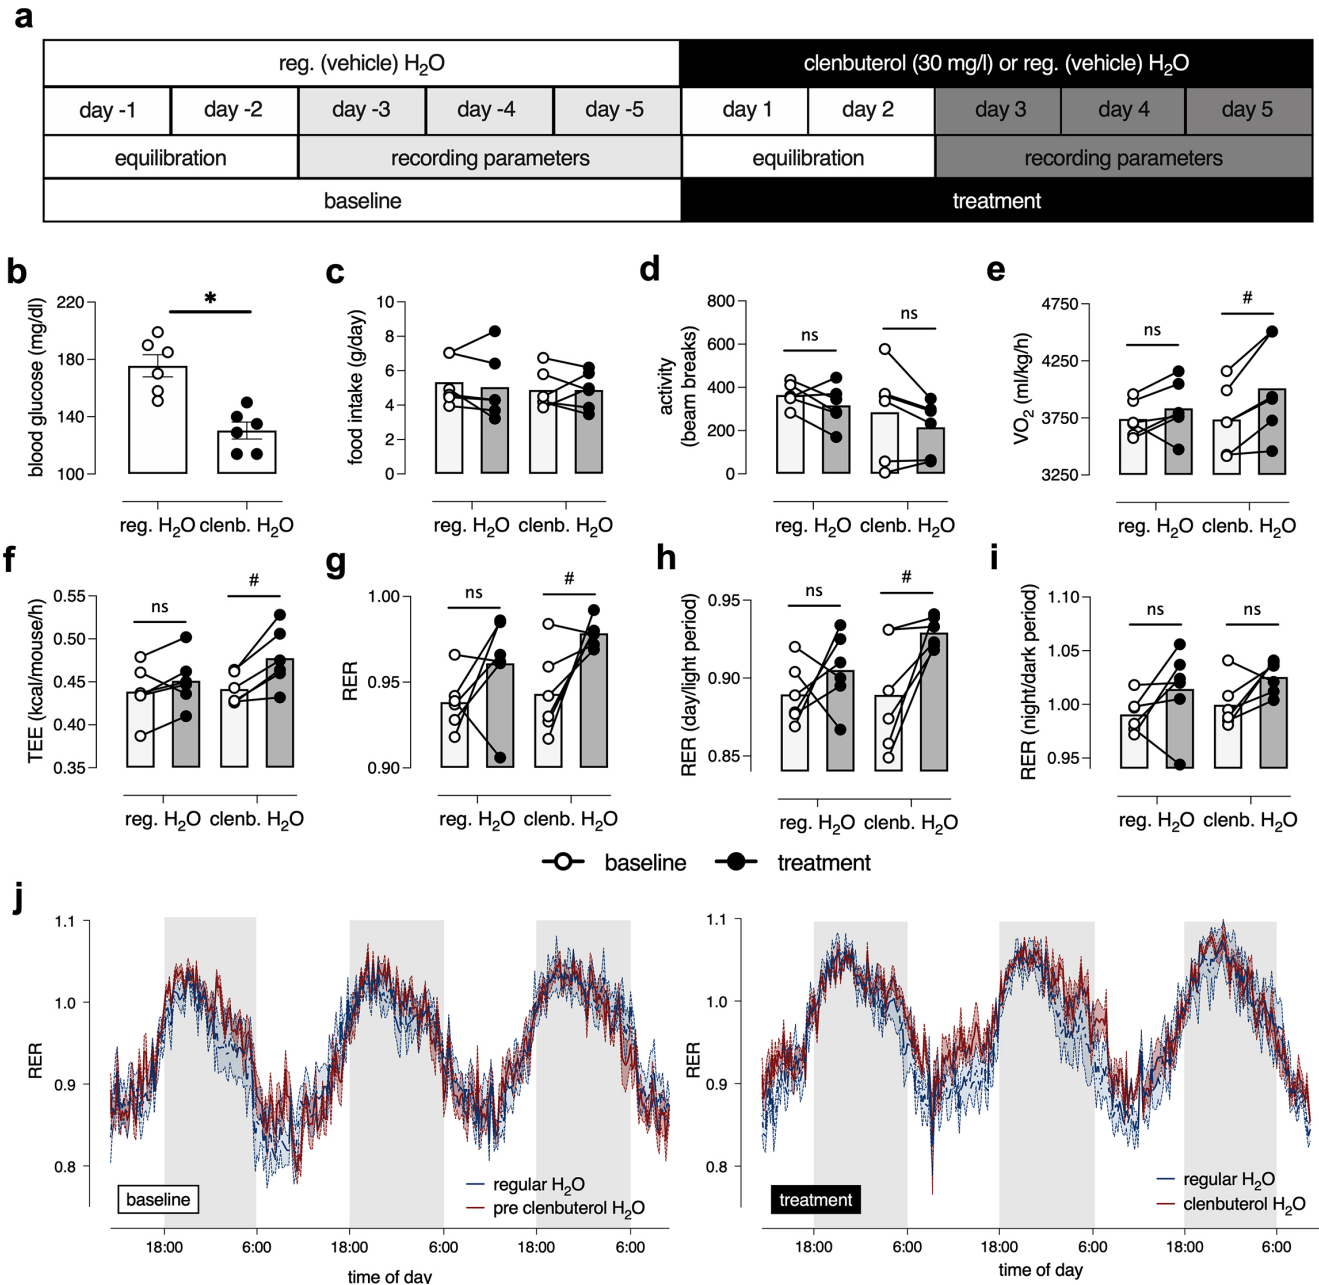 a
reg. (vehicle) H2O
clenbuterol (30 mg/l) or reg. (vehicle) H2O
day -1 day -2 day -3 day -4 day -5 day 1 day 2 day 3 day 4 day 5
equilibration recording parameters equilibration recording parameters
baseline treatment
b
blood glucose (mg/dl)
220
180
140
100
*
reg. H2O clenb. H2O
c
food intake (g/day)
10
8
6
4
2
0
reg. H2O clenb. H2O
d
activity
(beam breaks)
800
600
400
200
0
ns
ns
reg. H2O clenb. H2O
e
VO2 (ml/kg/h)
4750
4250
3750
3250
ns
#
reg. H2O clenb. H2O
f
TEE (kcal/mouse/h)
0.55
0.50
0.45
0.40
0.35
ns
#
reg. H2O clenb. H2O
g
RER
1.00
0.95
0.90
ns
#
reg. H2O clenb. H2O
h
RER (day/light period)
0.95
0.90
0.85
ns
#
reg. H2O clenb. H2O
i
RER (night/dark period)
1.10
1.05
1.00
0.95
ns
ns
reg. H2O clenb. H2O
baseline treatment
j
RER
1.1
1.0
0.9
0.8
baseline
regular H2O
pre clenbuterol H2O
18:00 6:00 18:00 6:00 18:00 6:00
time of day
RER
1.1
1.0
0.9
0.8
treatment
regular H2O
clenbuterol H2O
18:00 6:00 18:00 6:00 18:00 6:00
time of day